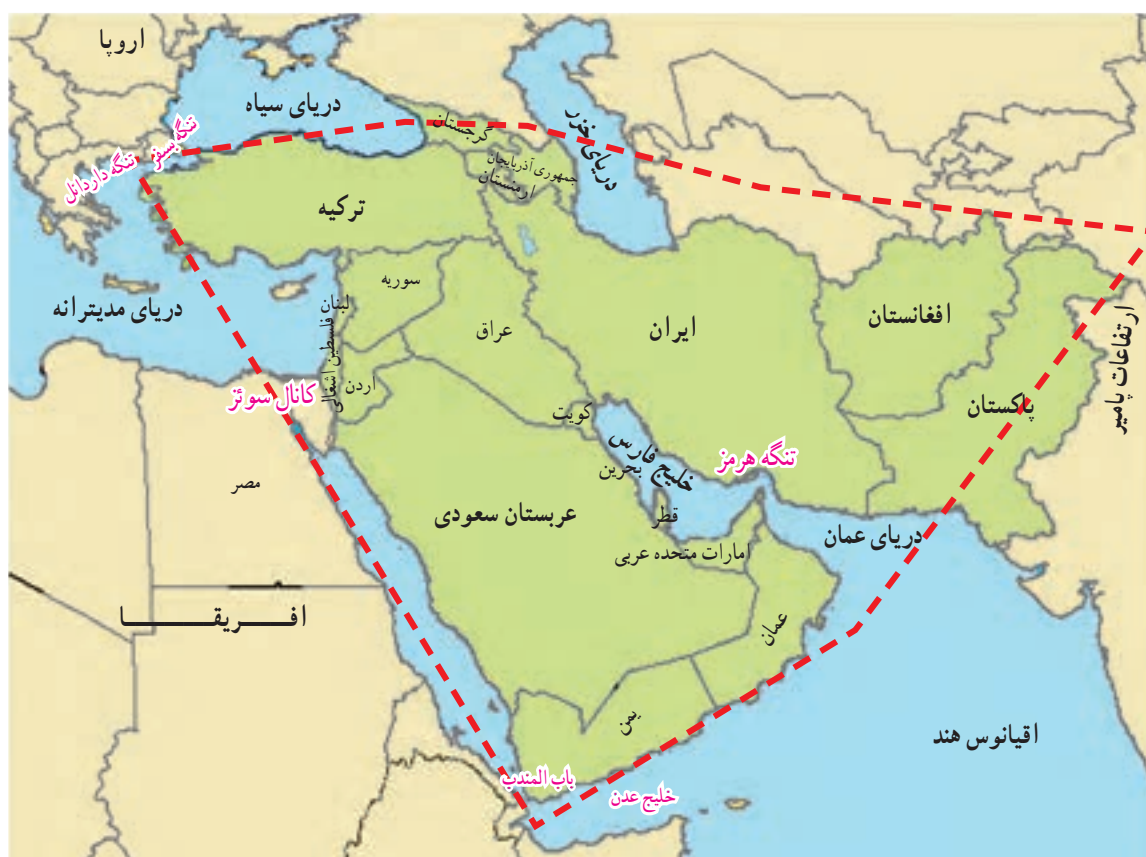 اروپا
دریای سیاه
دریای خزر
گرجستان
تنگه بسفر
تنگه داردانل
جمهوری آذربایجان
ارمنستان
ترکیه
سوریه
لبنان
فلسطین اشغالی
دریای مدیترانه
عراق
ایران
افغانستان
ارتفاعات پامیر
اردن
کانال سوئز
کویت
پاکستان
خلیج فارس
تنگه هرمز
بحرین
مصر
قطر
عربستان سعودی
دریای عمان
امارات متحده عربی
افریقا
عمان
یمن
اقیانوس هند
باب المندب
خلیج عدن